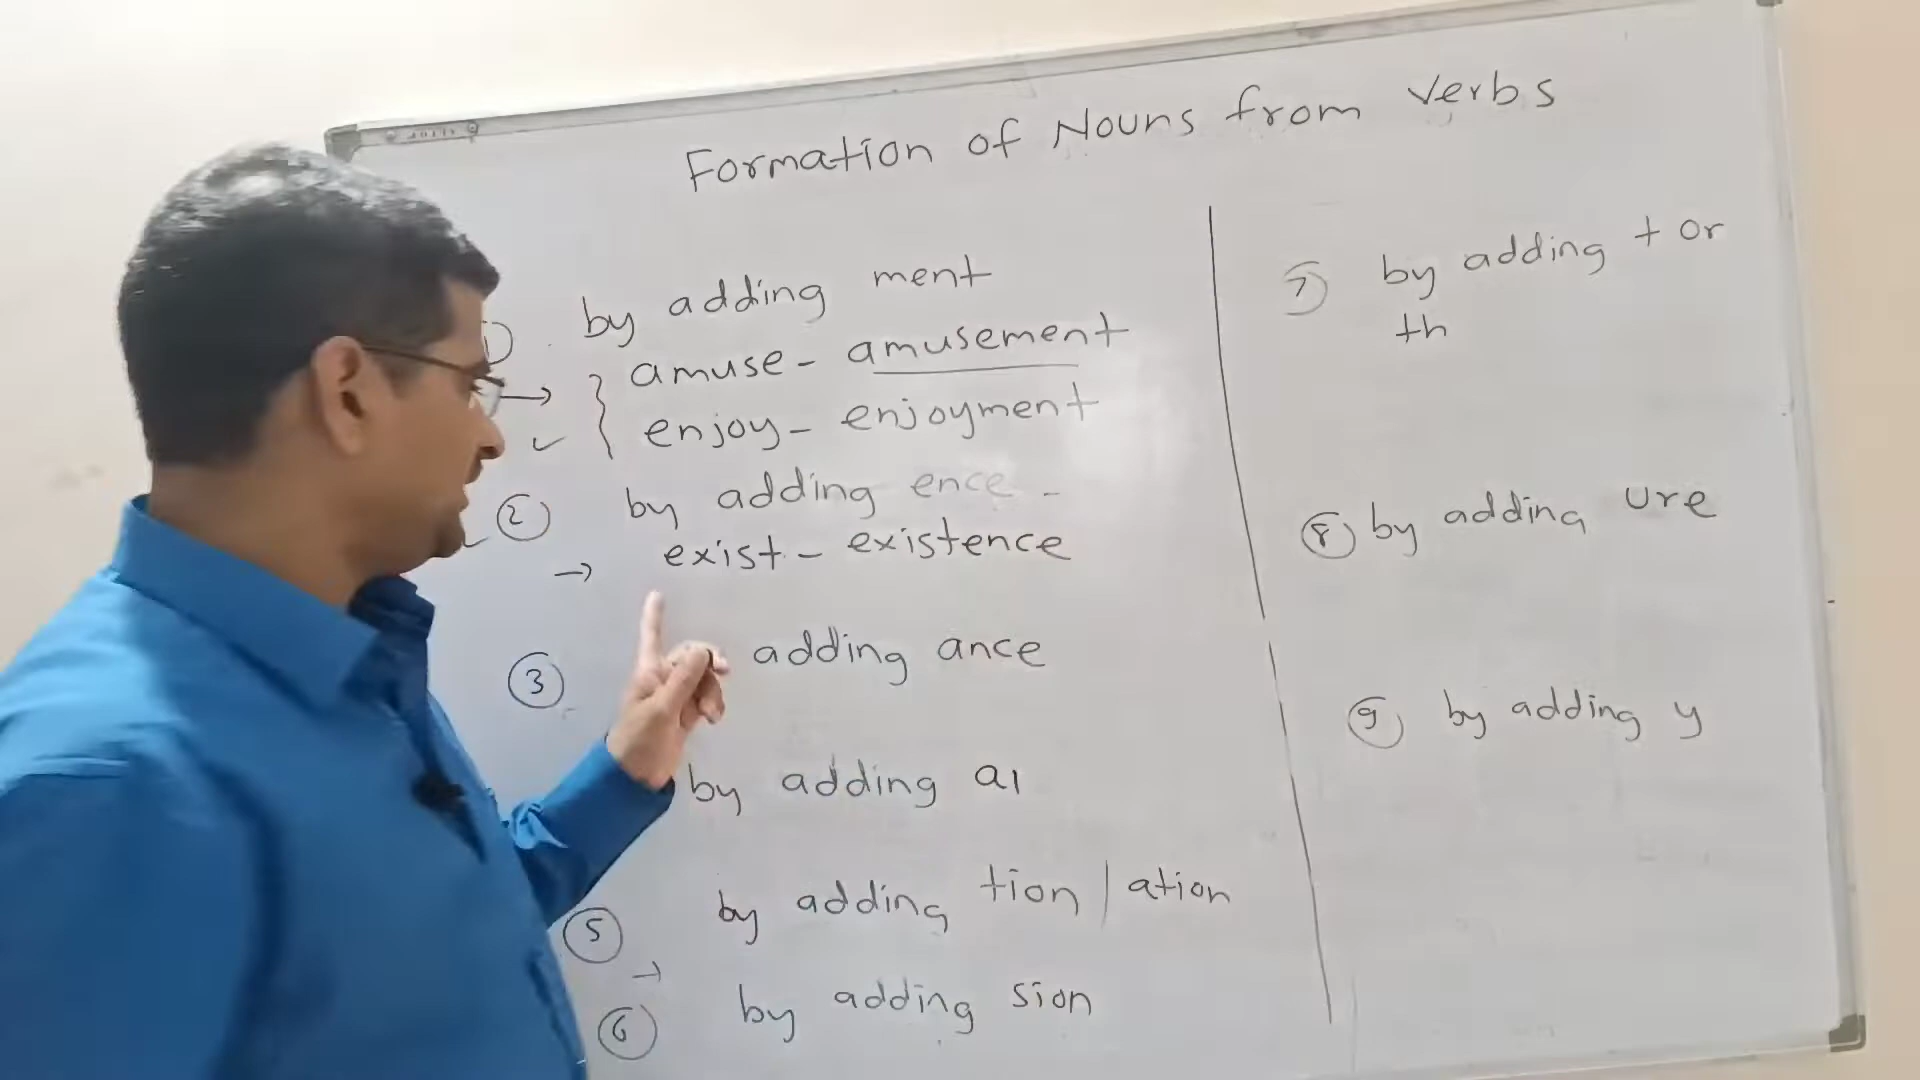 Formation of Nouns from Verbs
1) by adding ment
→ amuse - amusement
✓ enjoy - enjoyment
2 by adding ence -
→ exist - existence
3 adding ance
by adding al
5 by adding tion / ation
→
6 by adding sion
7) by adding t or
th
8 by adding ure
9 by adding y